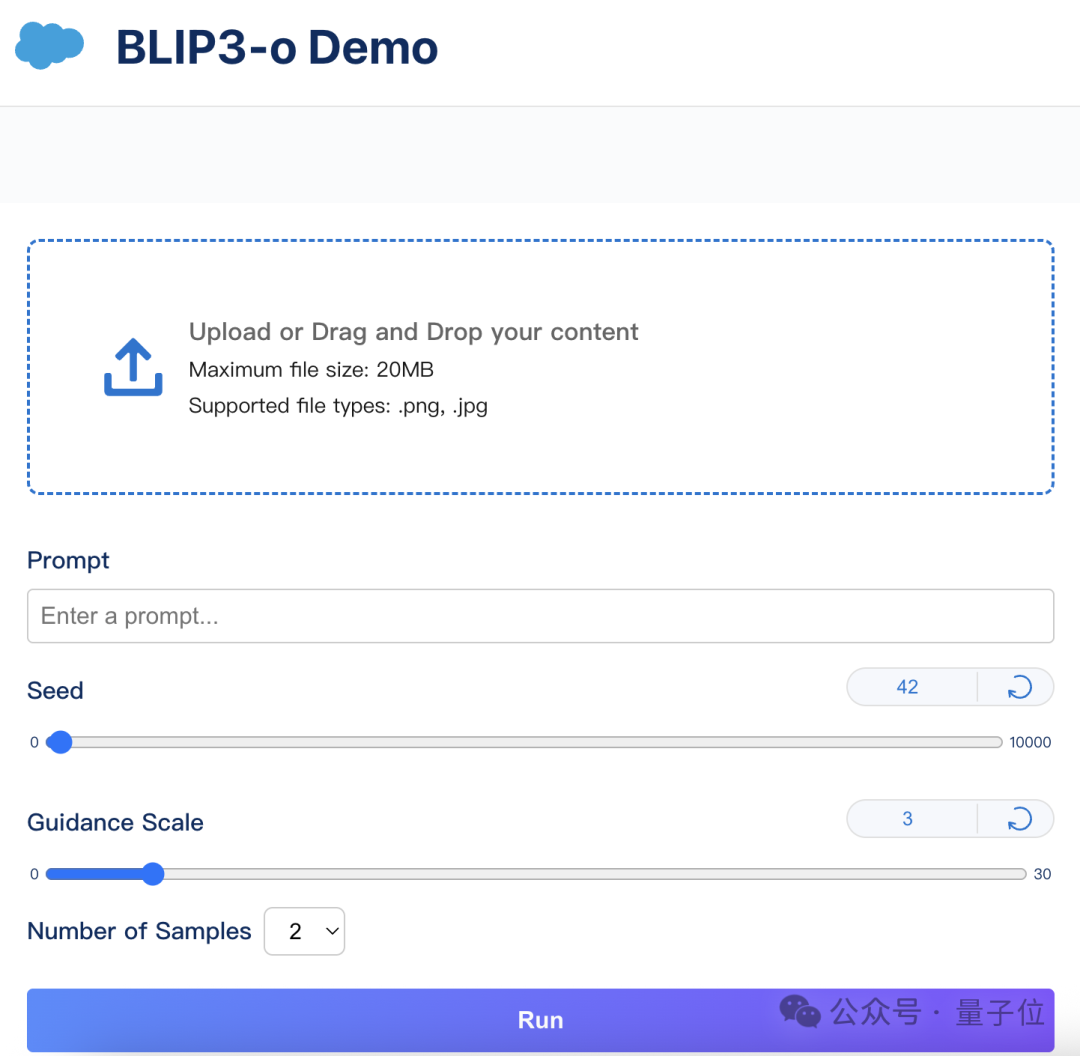 BLIP3-o Demo
Upload or Drag and Drop your content
Maximum file size: 20MB
Supported file types: .png, .jpg
Prompt
Enter a prompt...
Seed
42
0
10000
Guidance Scale
3
0
30
Number of Samples
2
Run
公众号 · 量子位